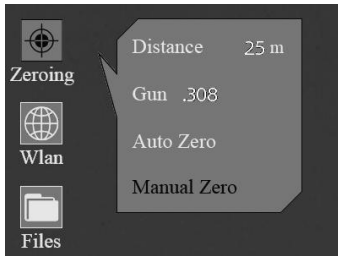 Zeroing
Wlan
Files
Distance 25 m
Gun .308
Auto Zero
Manual Zero